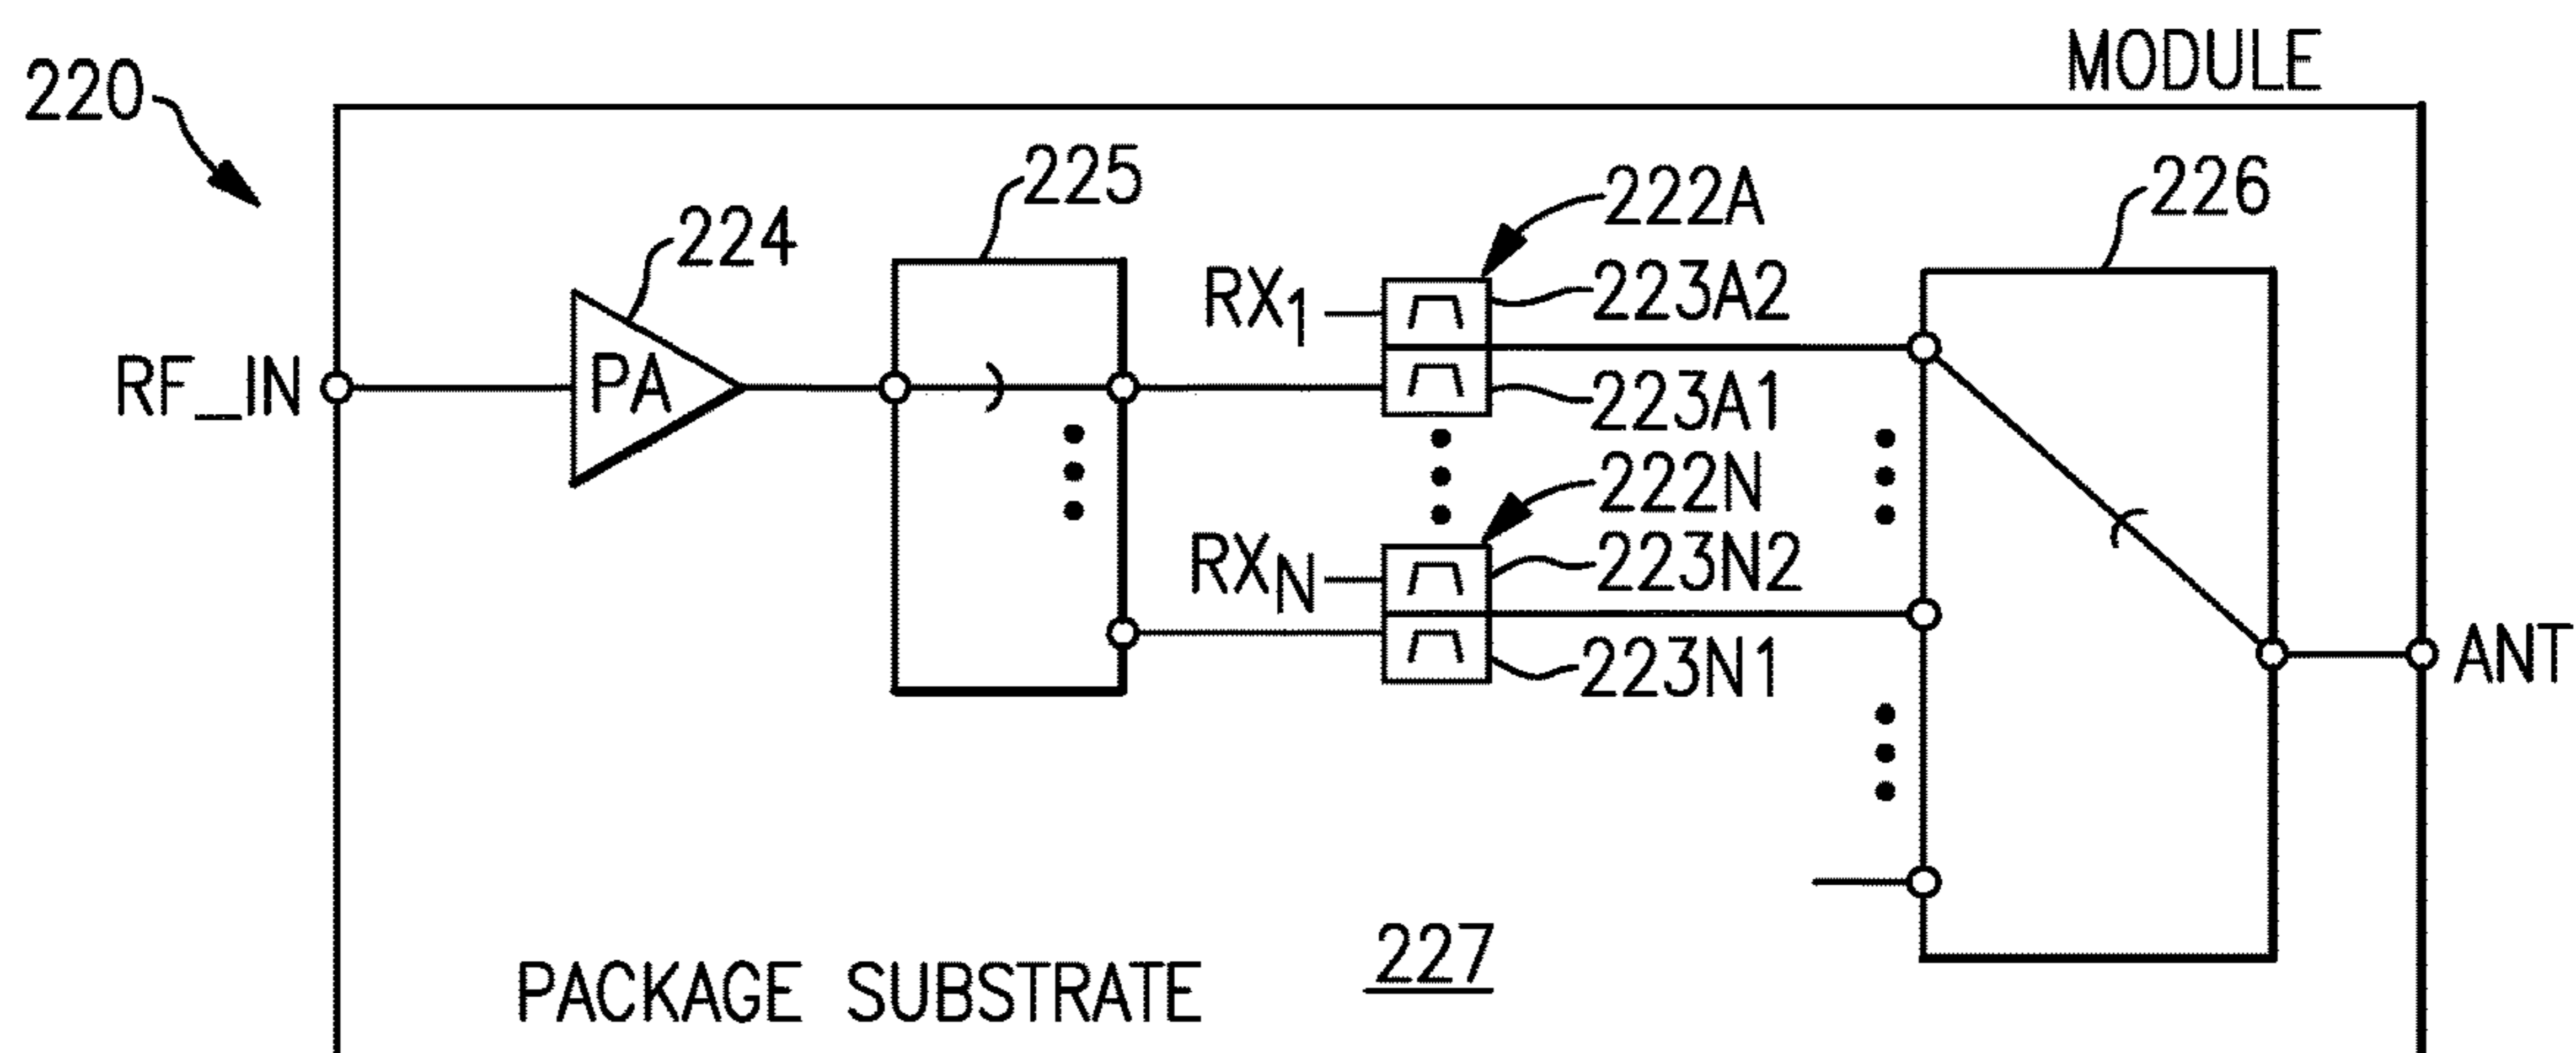 MODULE
220
225
222A
226
224
RX1
223A2
RF_IN
PA
223A1
222N
RXN
223N2
223N1
ANT
227
PACKAGE SUBSTRATE